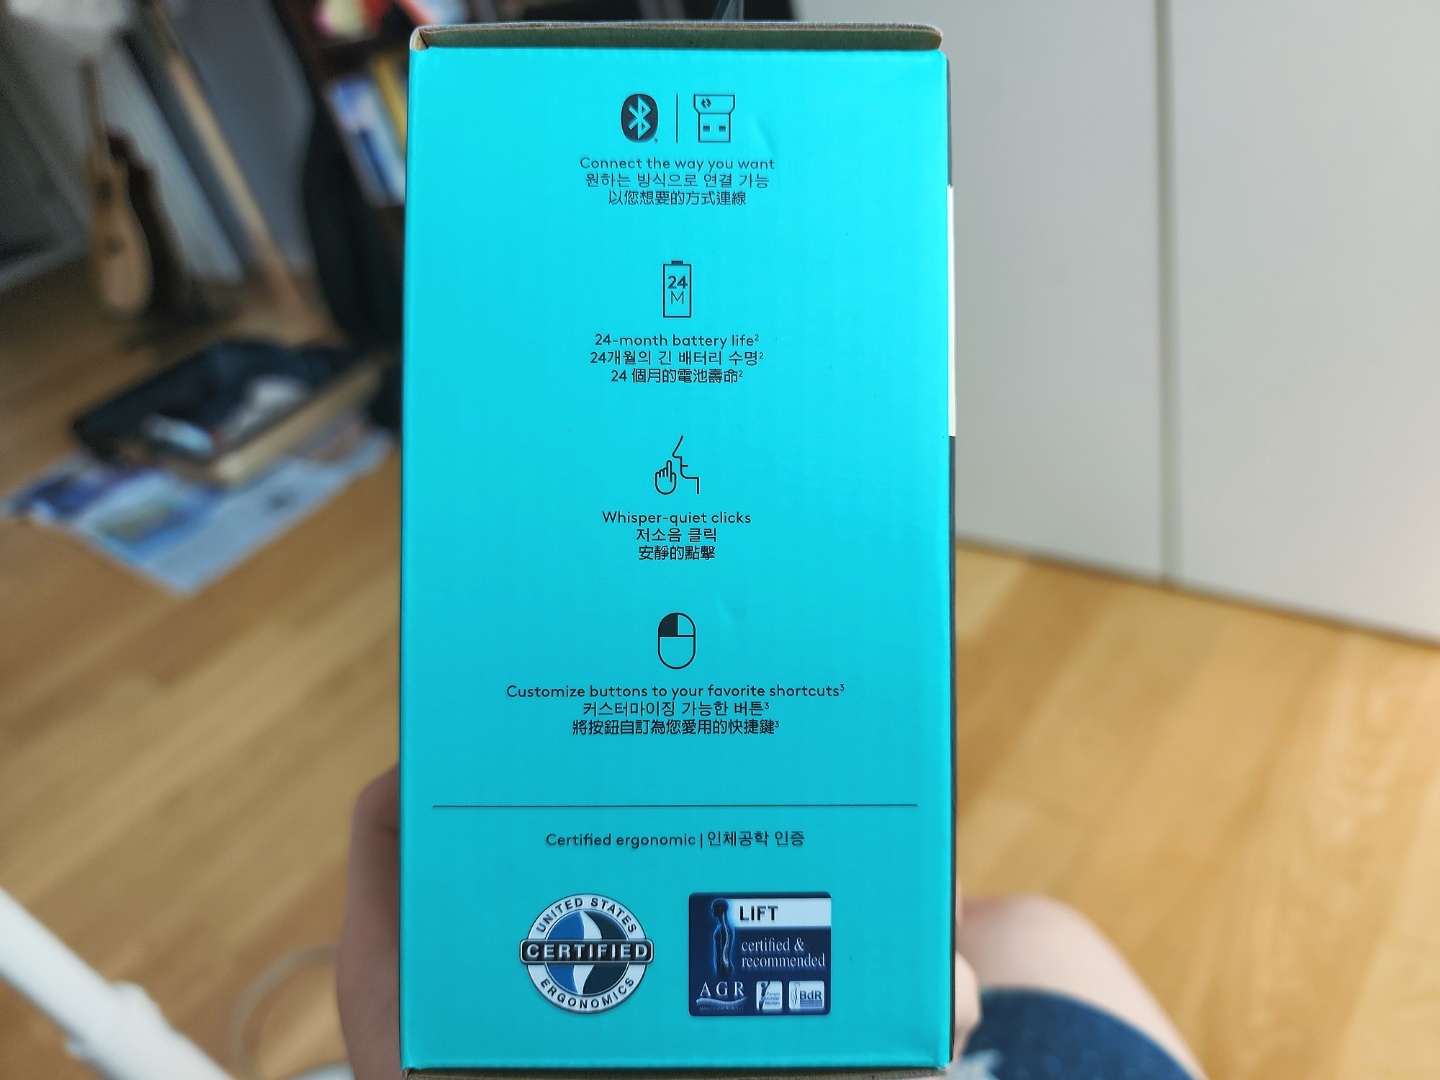 Connect the way you want
원하는 방식으로 연결 가능
以您想要的方式連線
24
M
24-month battery life²
24개월의 긴 배터리 수명²
24 個月的電池壽命²
Whisper-quiet clicks
저소음 클릭
安靜的點擊
Customize buttons to your favorite shortcuts³
커스터마이징 가능한 버튼³
將按鈕自訂為您愛用的快捷鍵³
Certified ergonomic | 인체공학 인증
UNITED STATES
CERTIFIED
ERGONOMICS
LIFT
certified &
recommended
AGR
BdR